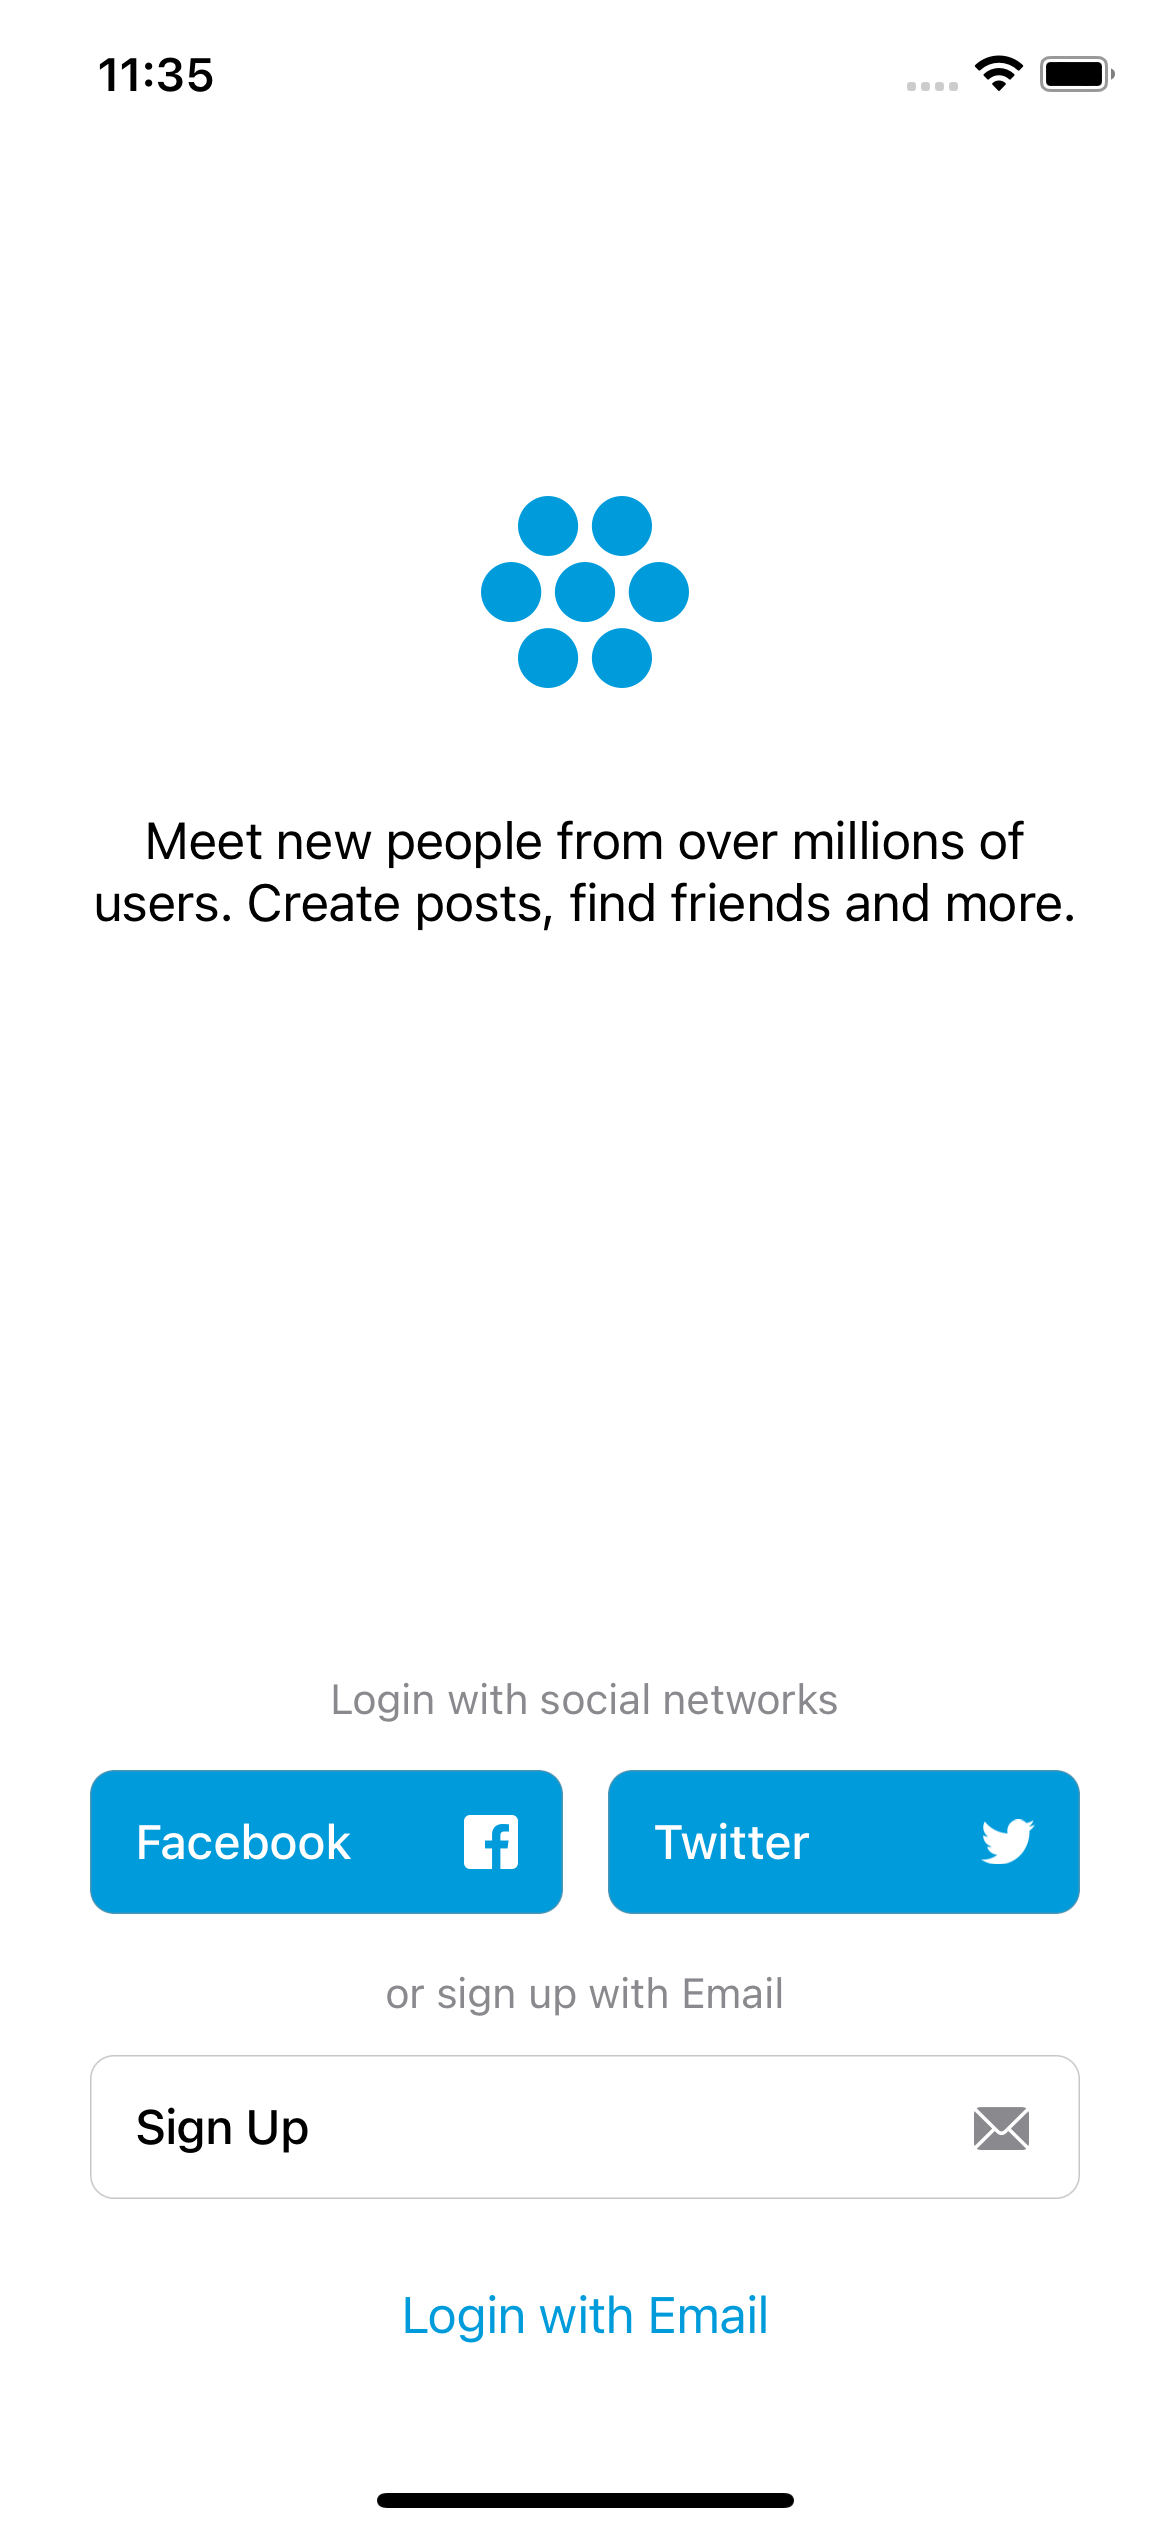 11:35
Meet new people from over millions of
users. Create posts, find friends and more.
Login with social networks
Facebook
Twitter
or sign up with Email
Sign Up
Login with Email